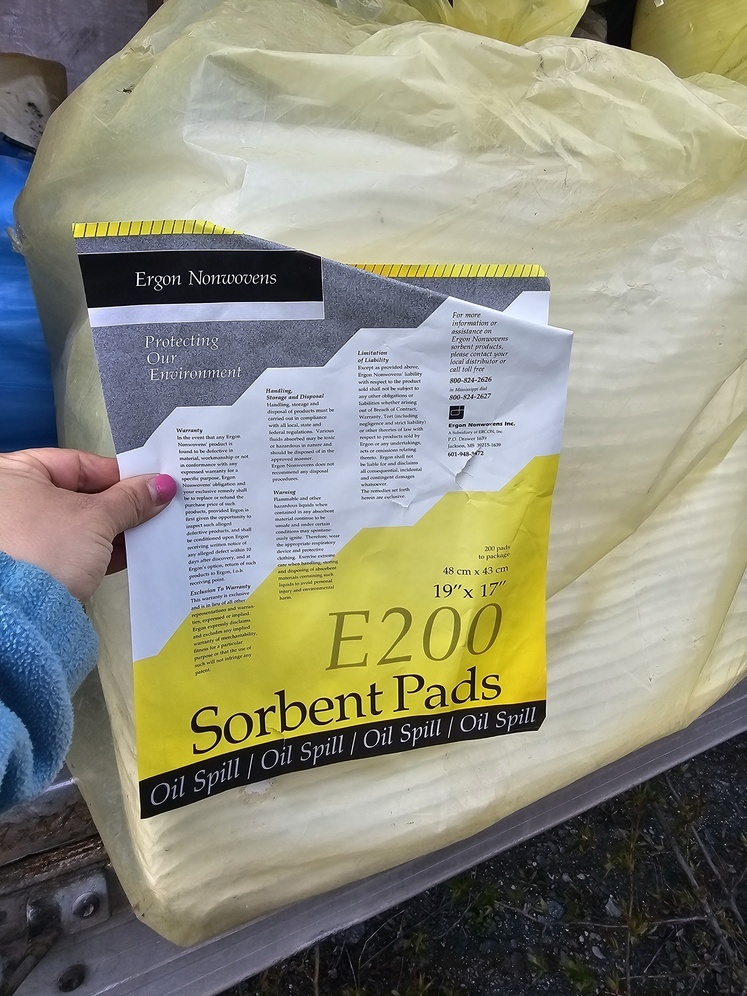 Ergon Nonwovens
Protecting
Our
Environment
Warranty
In the event that any Ergon
Nonwovens' product is
found to be defective in
material, workmanship or not
in conformance with any
expressed warranty for a
specific purpose, Ergon
Nonwovens' obligation and
your exclusive remedy shall
be to replace or refund the
purchase price of such
products, provided Ergon is
first given the opportunity to
inspect such alleged
defective products, and shall
be conditioned upon Ergon
receiving written notice of
any alleged defect within 10
days after discovery, and at
Ergon's option, return of such
products to Ergon, f.o.b.
receiving point.
Exclusion To Warranty
This warranty is exclusive
and is in lieu of all other
representations and warran-
ties, expressed or implied.
Ergon expressly disclaims
and excludes any implied
warranty of merchantability,
fitness for a particular
purpose or that the use of
such will not infringe any
patent.
Handling,
Storage and Disposal
Handling, storage and
disposal of products must be
carried out in compliance
with all local, state and
federal regulations. Various
fluids absorbed may be toxic
or hazardous in nature and
should be disposed of in the
approved manner. Ergon
Nonwovens does not
recommend any disposal
procedures.
Warning
Flammable and other
hazardous liquids when
contained in any absorbent
material continue to be
unsafe and under certain
conditions may spontane-
ously ignite. Therefore, wear
the appropriate respiratory
device and protective
clothing. Exercise extreme
care when handling, storing
and disposing of absorbent
materials containing such
liquids to avoid personal
injury and environmental
harm.
Limitation
of Liability
Except as provided above,
Ergon Nonwovens' liability
with respect to the product
sold shall not be subject to
any other obligations or
liabilities whether arising
out of Breach of Contract,
Warranty, Tort (including
negligence and strict liability)
or other theories of law with
respect to products sold by
Ergon or any undertakings,
acts or omissions relating
thereto. Ergon shall not
be liable for and disclaims
all consequential, incidental
and contingent damages
whatsoever.
The remedies set forth
herein are exclusive.
For more
information or
assistance on
Ergon Nonwovens
sorbent products,
please contact your
local distributor or
call toll free
800-824-2626
in Mississippi dial
800-824-2627
Ergon Nonwovens Inc.
A Subsidiary of ERGON, Inc.
P.O. Drawer 1639
Jackson, MS 39215-1639
200 pads
to package
48 cm x 43 cm
19” x 17”
E200
Sorbent Pads
Oil Spill / Oil Spill / Oil Spill / Oil Spill